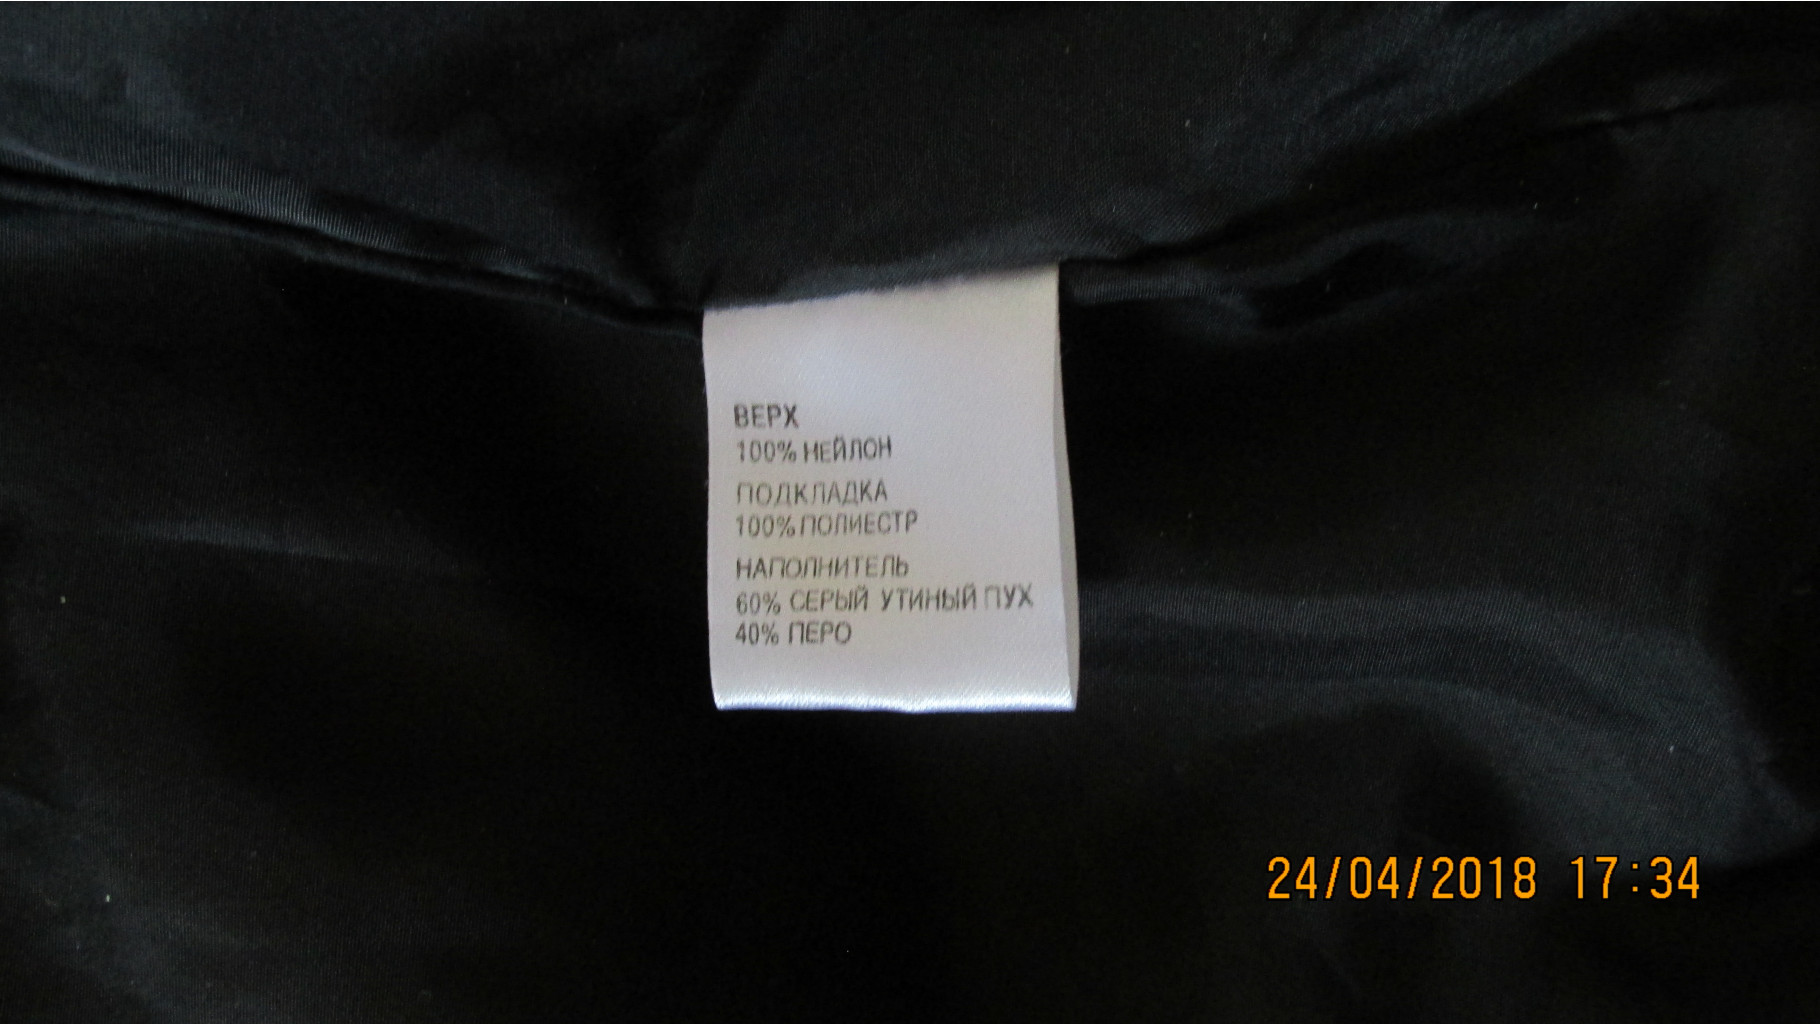 ВЕРХ
100% НЕЙЛОН
ПОДКЛАДКА
100% ПОЛИЕСТР
НАПОЛНИТЕЛЬ
60% СЕРЫЙ УТИНЫЙ ПУХ
40% ПЕРО
24/04/2018 17:34